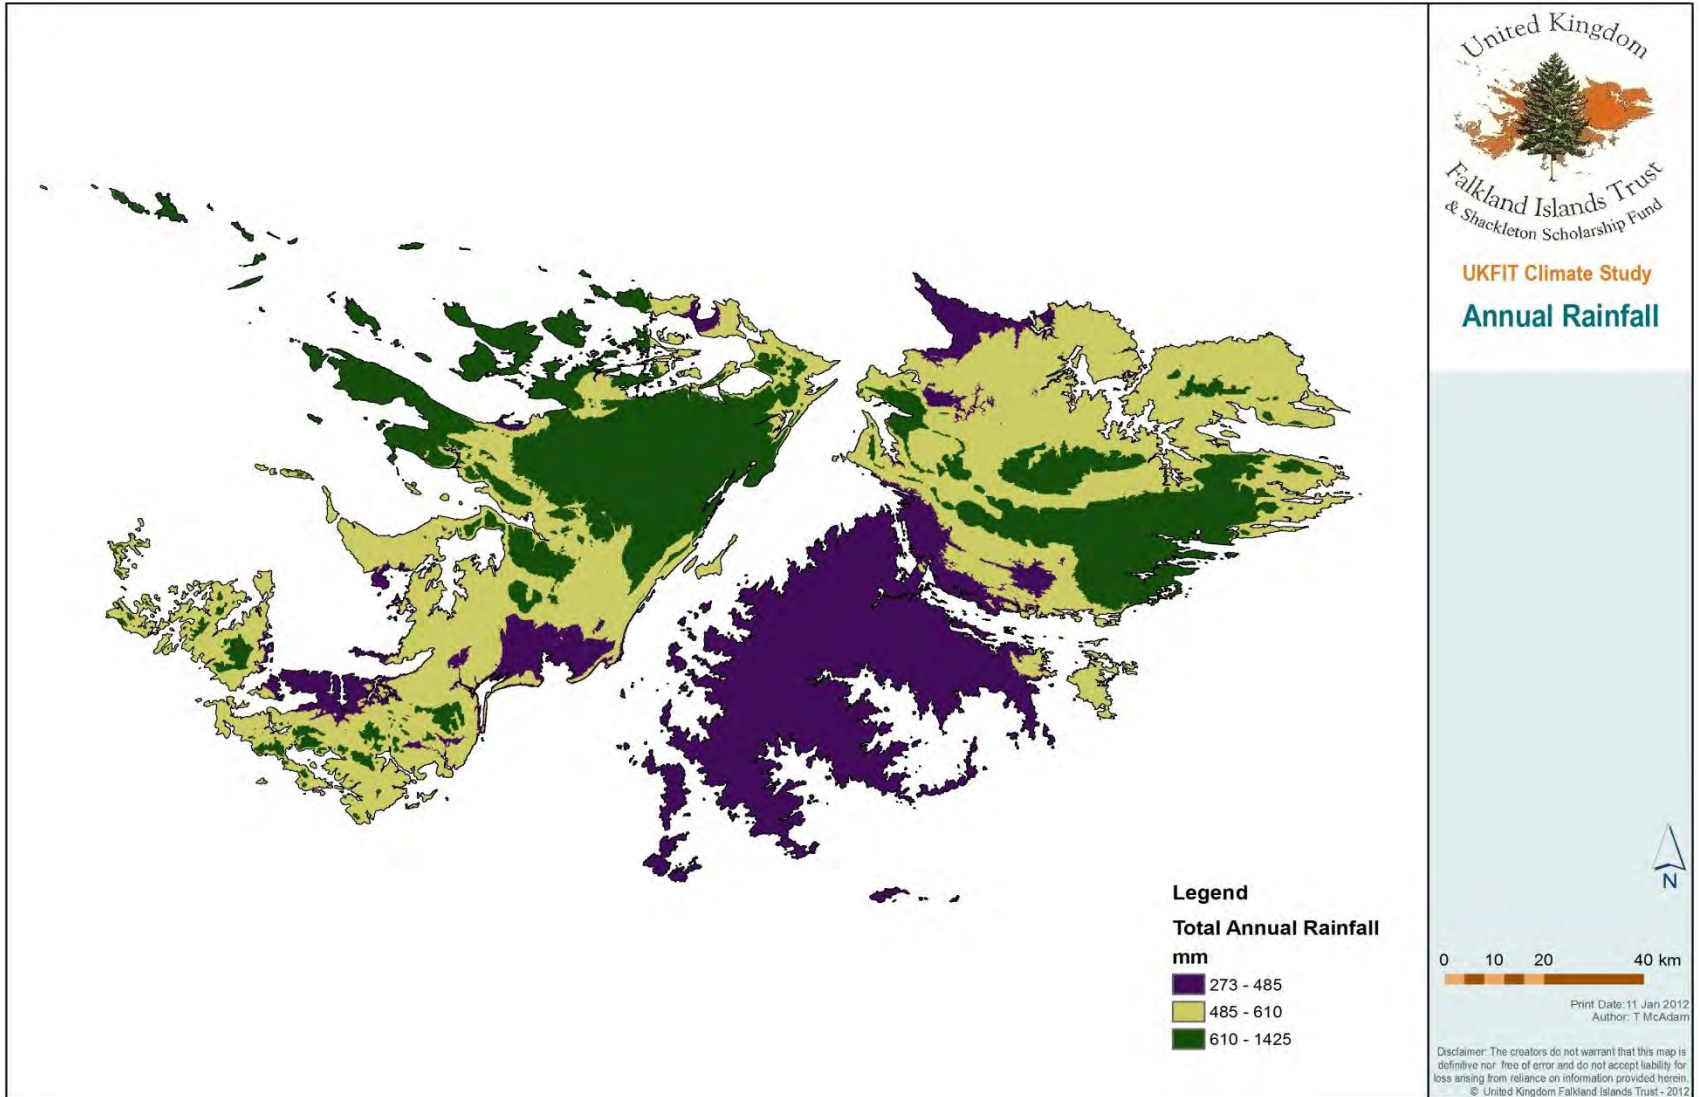 United Kingdom
Falkland Islands Trust
& Shackleton Scholarship Fund
UKFIT Climate Study
Annual Rainfall
Legend
Total Annual Rainfall
mm
273 - 485
485 - 610
610 - 1425
N
0 10 20 40 km
Print Date:11 Jan 2012
Author: T McAdam
Disclaimer: The creators do not warrant that this map is
definitive nor free of error and do not accept liability for
loss arising from reliance on information provided herein.
© United Kingdom Falkland Islands Trust - 2012